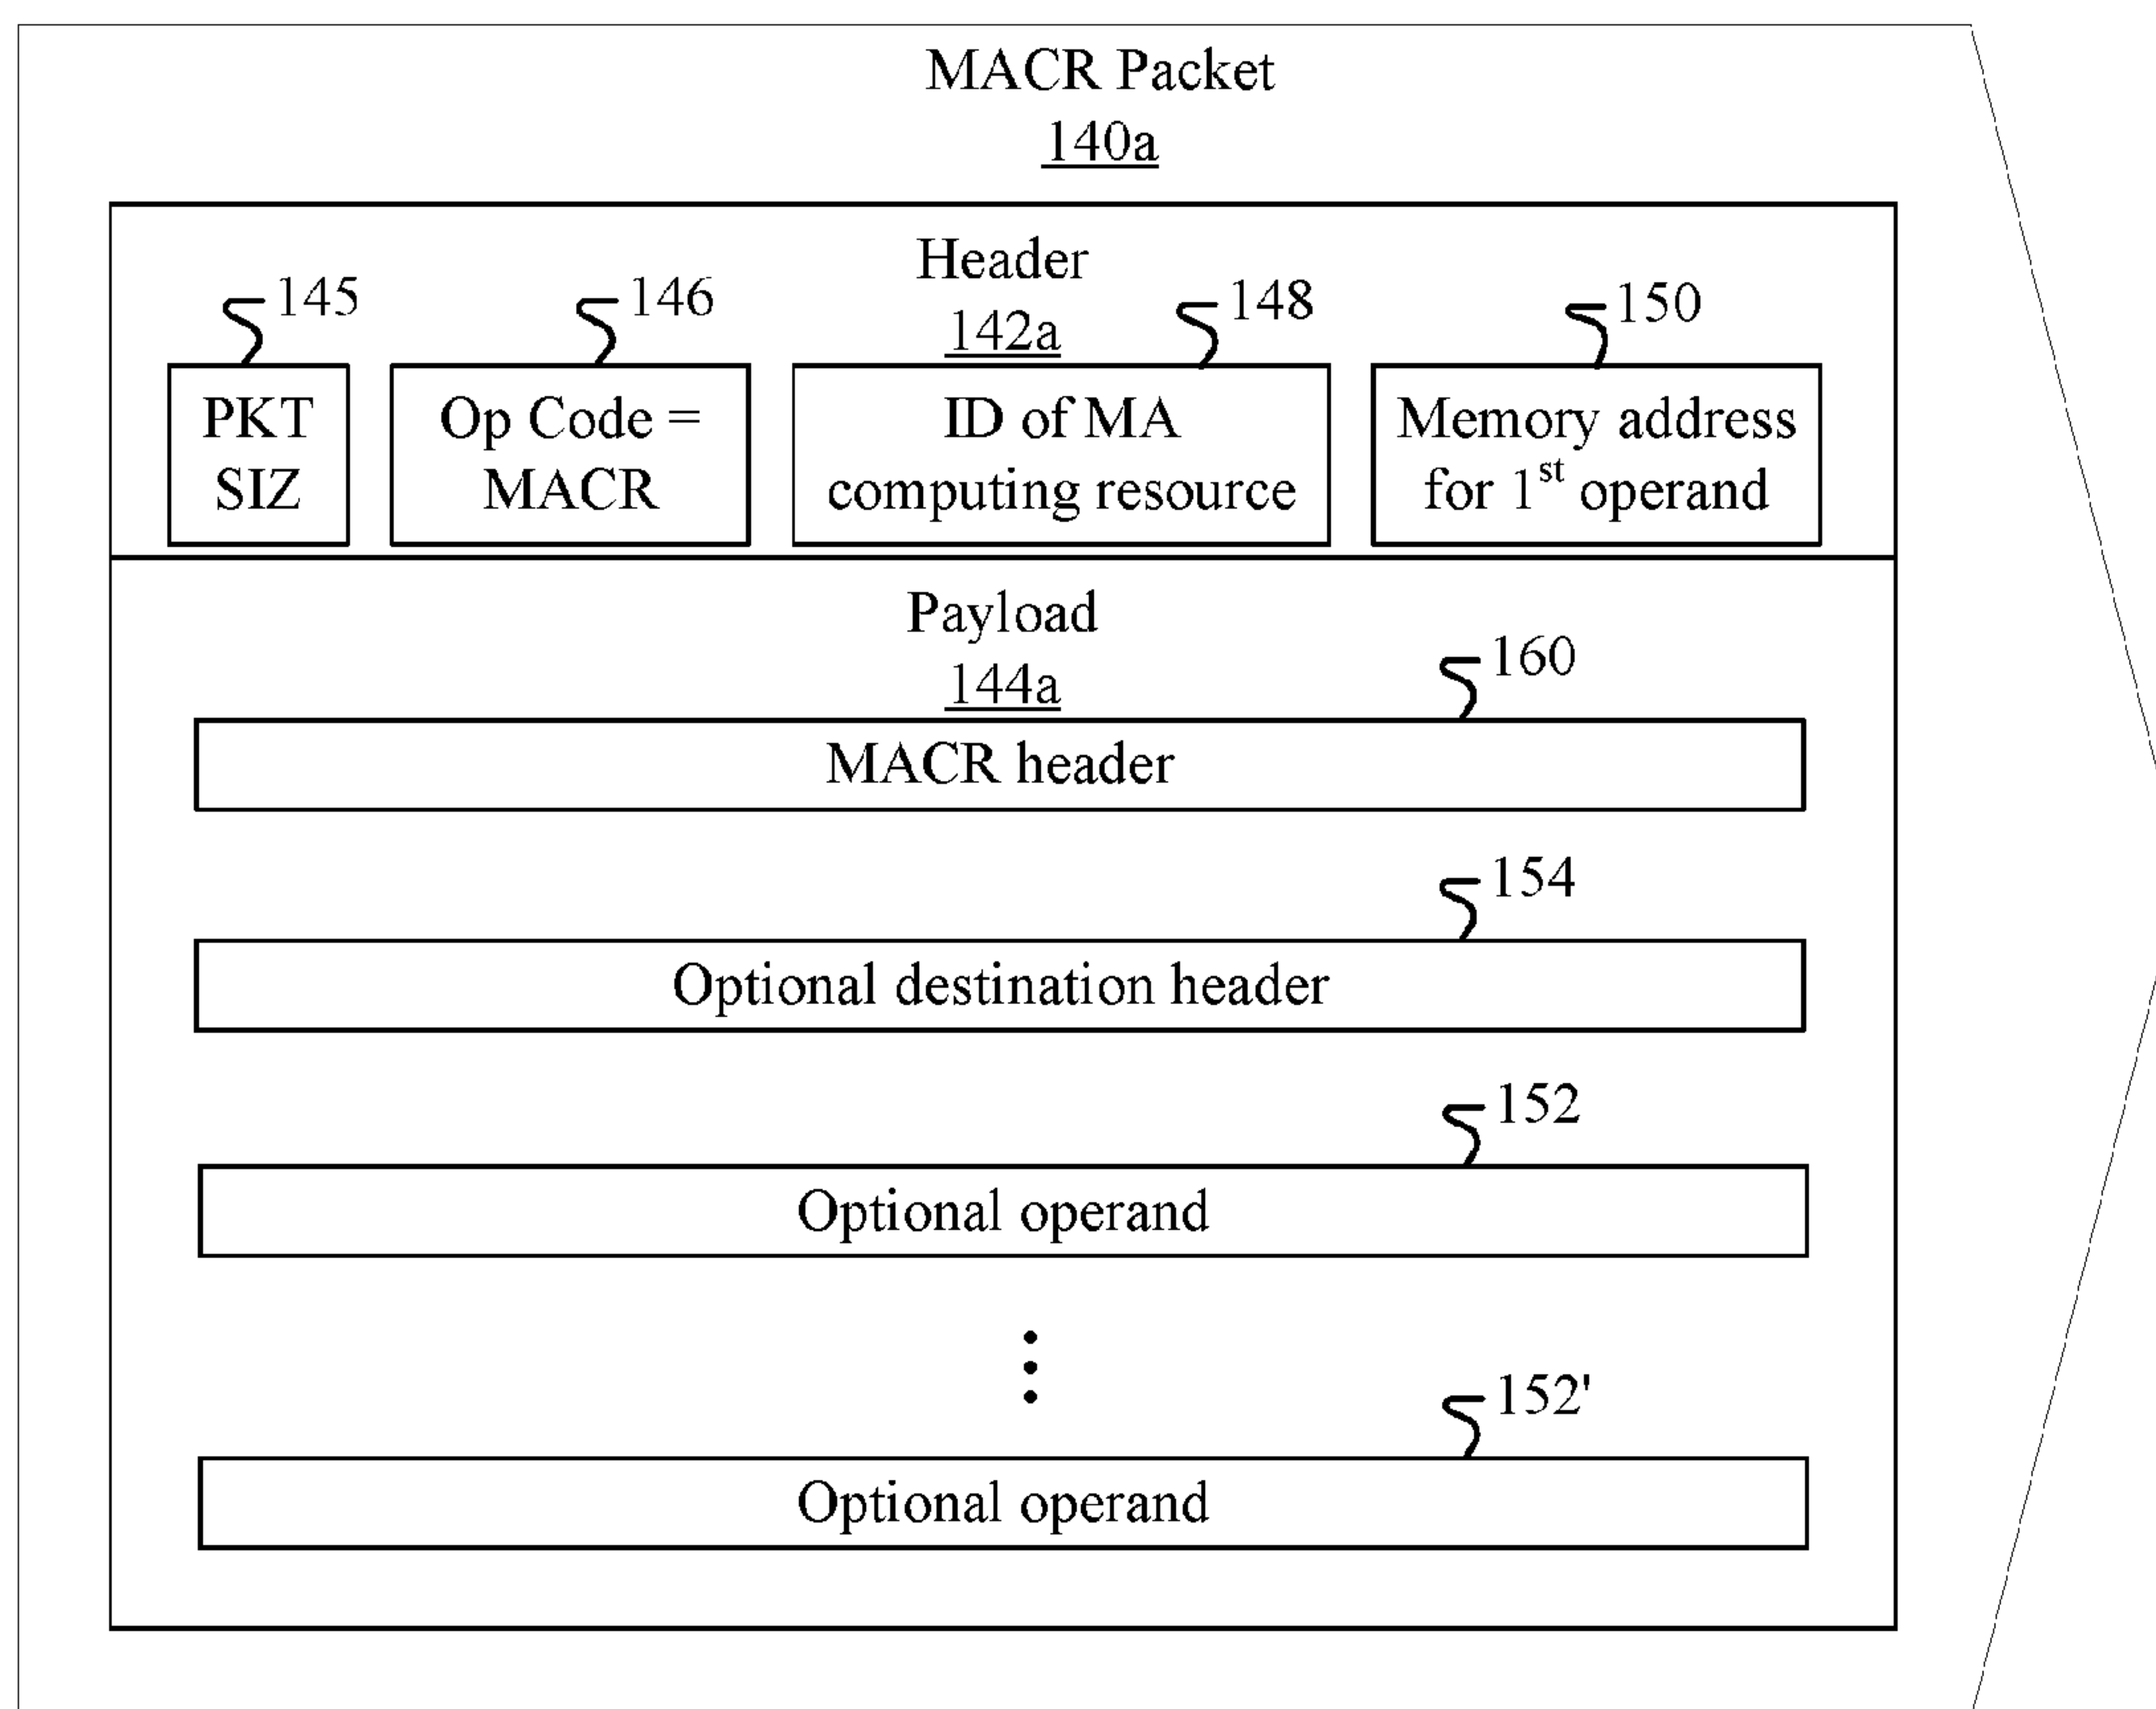 MACR Packet
140a
Header
142a
145
146
148
150
PKT
SIZ
Op Code =
MACR
ID of MA
computing resource
Memory address
for 1st operand
Payload
144a
160
MACR header
154
Optional destination header
152
Optional operand
152'
Optional operand